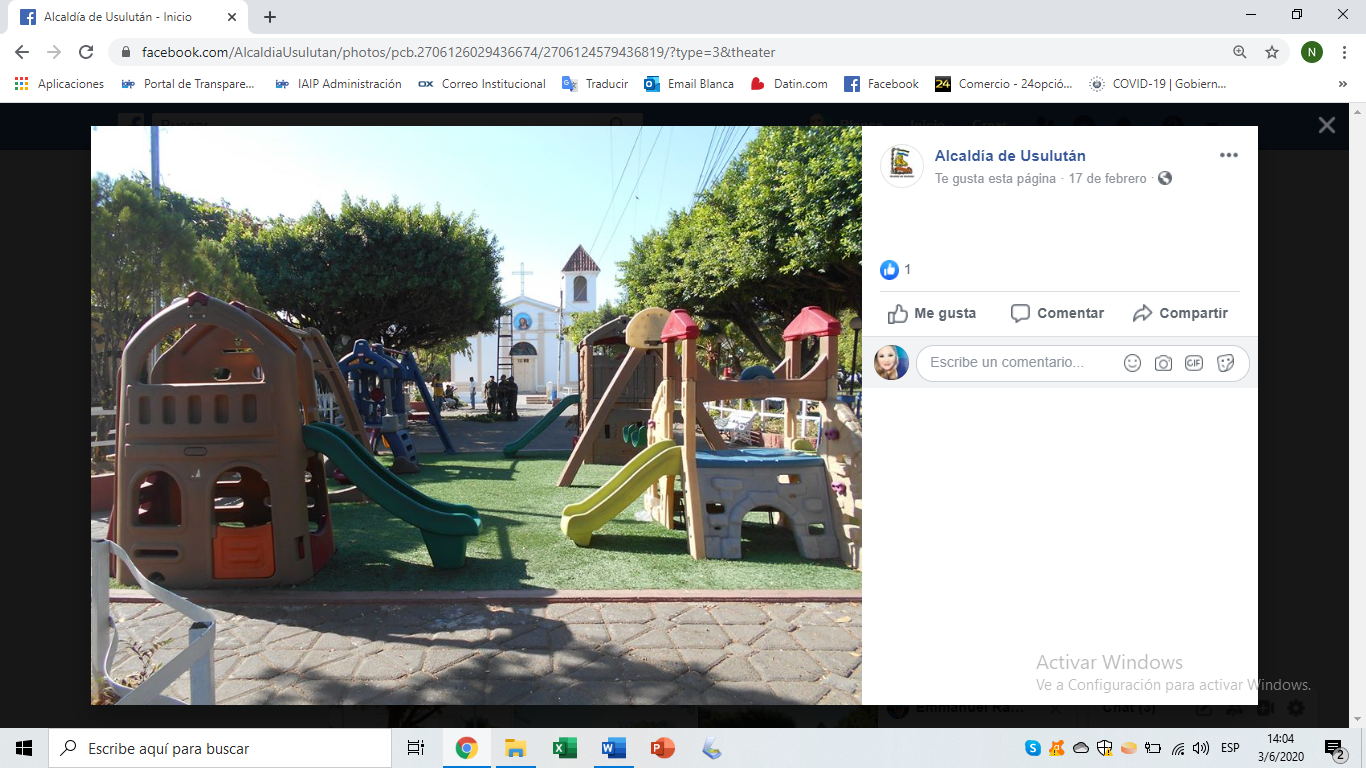 Alcaldía de Usulután - Inicio
facebook.com/AlcaldiaUsulutan/photos/pcb.2706126029436674/2706124579436819/?type=3&theater
N
Aplicaciones
Portal de Transpare...
IAIP Administración
Correo Institucional
Traducir
Email Blanca
Datin.com
Facebook
Comercio - 24opció...
COVID-19 | Gobiern...
»
Alcaldía de Usulután
Te gusta esta página · 17 de febrero ·
1
Me gusta
Comentar
Compartir
Escribe un comentario...
GIF
Activar Windows
Ve a Configuración para activar Windows.
Escribe aquí para buscar
ESP
14:04
3/6/2020
2